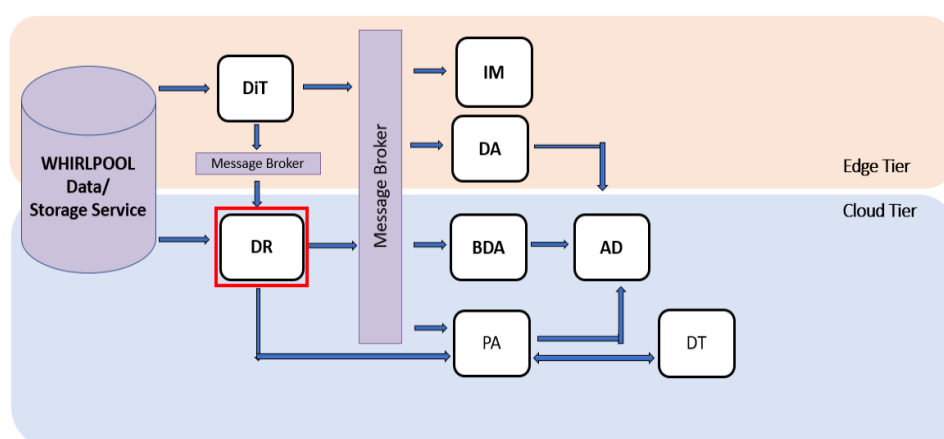 WHIRLPOOL
Data/
Storage Service
DiT
Message Broker
DR
Message Broker
IM
DA
BDA
PA
AD
DT
Edge Tier
Cloud Tier